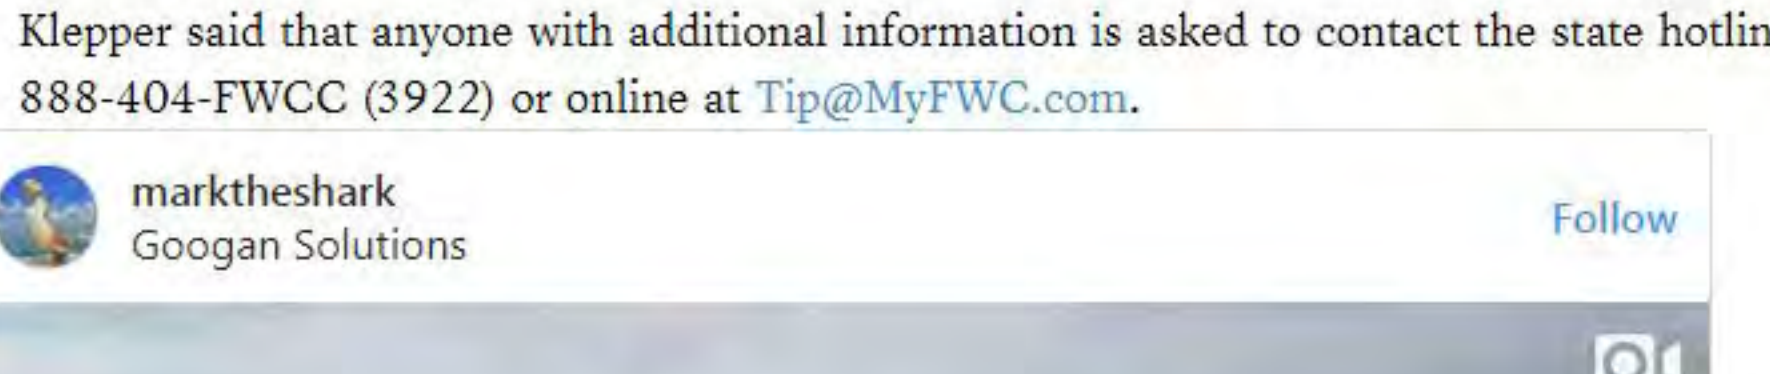 Klepper said that anyone with additional information is asked to contact the state hotlin
888-404-FWCC (3922) or online at Tip@MyFWC.com.
marktheshark
Googan Solutions
Follow